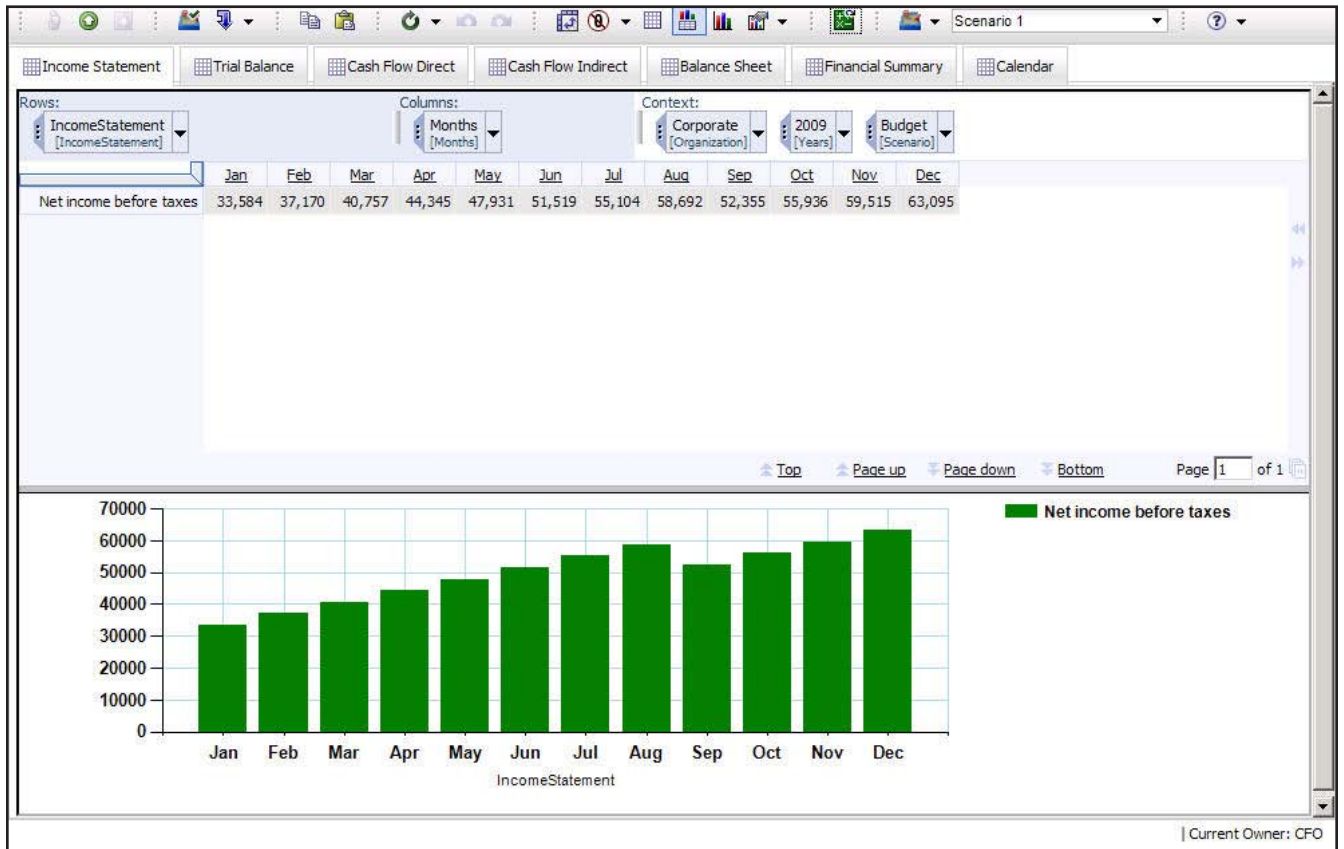 Scenario 1
Income Statement Trial Balance Cash Flow Direct Cash Flow Indirect Balance Sheet Financial Summary Calendar
Rows: Columns: Context:
IncomeStatement Months Corporate 2009 Budget
[IncomeStatement] [Months] [Organization] [Years] [Scenario]
Jan Feb Mar Apr May Jun Jul Aug Sep Oct Nov Dec
Net income before taxes 33,584 37,170 40,757 44,345 47,931 51,519 55,104 58,692 52,355 55,936 59,515 63,095
Top Page up Page down Bottom Page 1 of 1
70000
Net income before taxes
60000
50000
40000
30000
20000
10000
0
Jan Feb Mar Apr May Jun Jul Aug Sep Oct Nov Dec
IncomeStatement
Current Owner: CFO